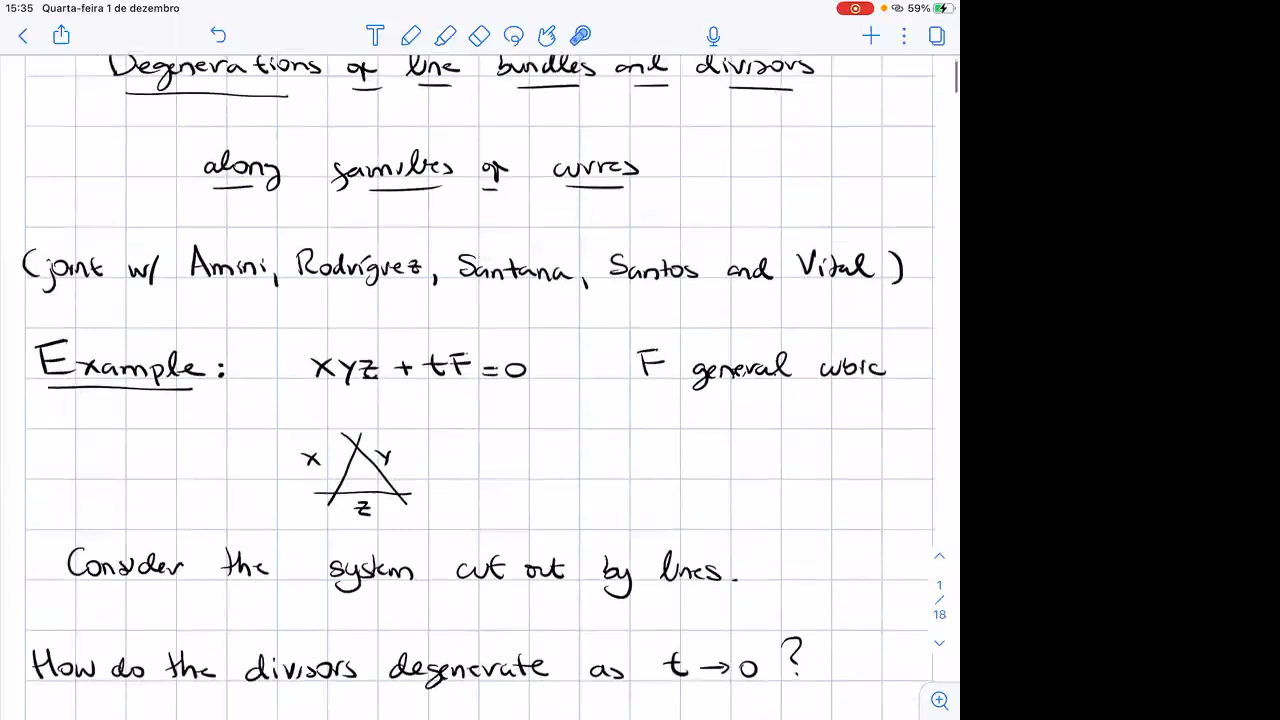 15:35 Quarta-feira 1 de dezembro 59%
Degenerations of line bundles and divisors
along families of curves
(joint w/ Amini, Rodríguez, Santana, Santos and Vital)
Example: XYZ + tF = 0 F general cubic
X Y
Z
Consider the system cut out by lines.
1
/
18
How do the divisors degenerate as t → 0 ?